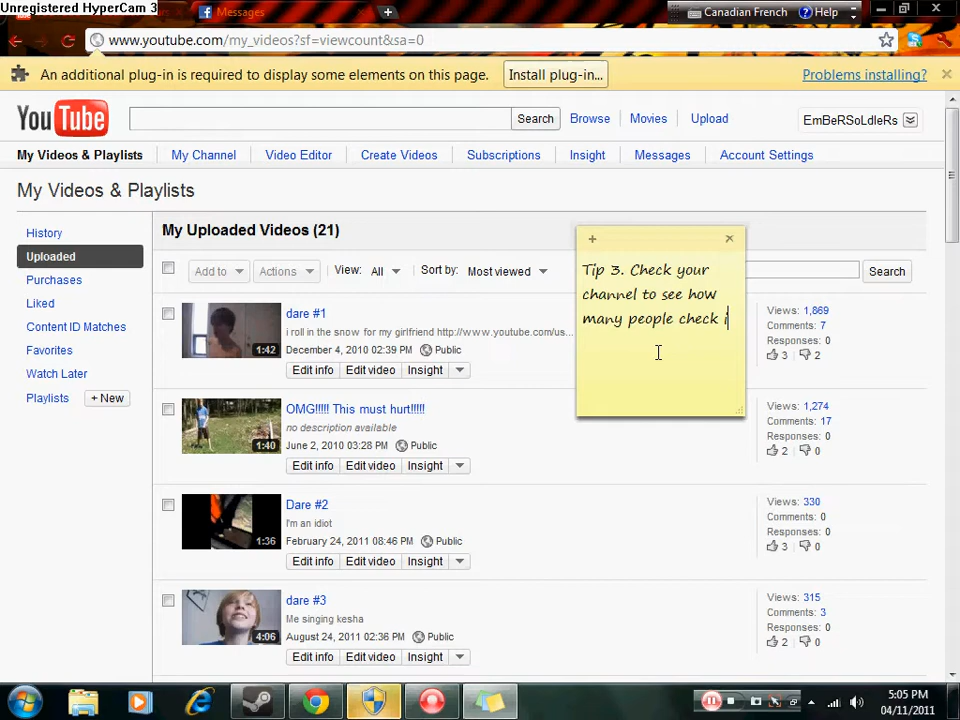 Unregistered HyperCam 3
Messages
Canadian French
Help
www.youtube.com/my_videos?sf=viewcount&sa=0
An additional plug-in is required to display some elements on this page.
Install plug-in...
Problems installing?
YouTube
Search
Browse
Movies
Upload
EmBeRSoLdIeRs
My Videos & Playlists
My Channel
Video Editor
Create Videos
Subscriptions
Insight
Messages
Account Settings
My Videos & Playlists
History
Uploaded
Purchases
Liked
Content ID Matches
Favorites
Watch Later
Playlists
+ New
My Uploaded Videos (21)
Add to
Actions
View:
All
Sort by:
Most viewed
Search
Tip 3. Check your
channel to see how
many people check i
1:42
dare #1
i roll in the snow for my girlfriend http://www.youtube.com/us...
December 4, 2010 02:39 PM
Public
Edit info
Edit video
Insight
Views: 1,869
Comments: 7
Responses: 0
3
2
1:40
OMG!!!!! This must hurt!!!!!
no description available
June 2, 2010 03:28 PM
Public
Edit info
Edit video
Insight
Views: 1,274
Comments: 17
Responses: 0
2
0
1:36
Dare #2
I'm an idiot
February 24, 2011 08:46 PM
Public
Edit info
Edit video
Insight
Views: 330
Comments: 0
Responses: 0
3
0
4:06
dare #3
Me singing kesha
August 24, 2011 02:36 PM
Public
Edit info
Edit video
Insight
Views: 315
Comments: 3
Responses: 0
2
0
5:05 PM
04/11/2011